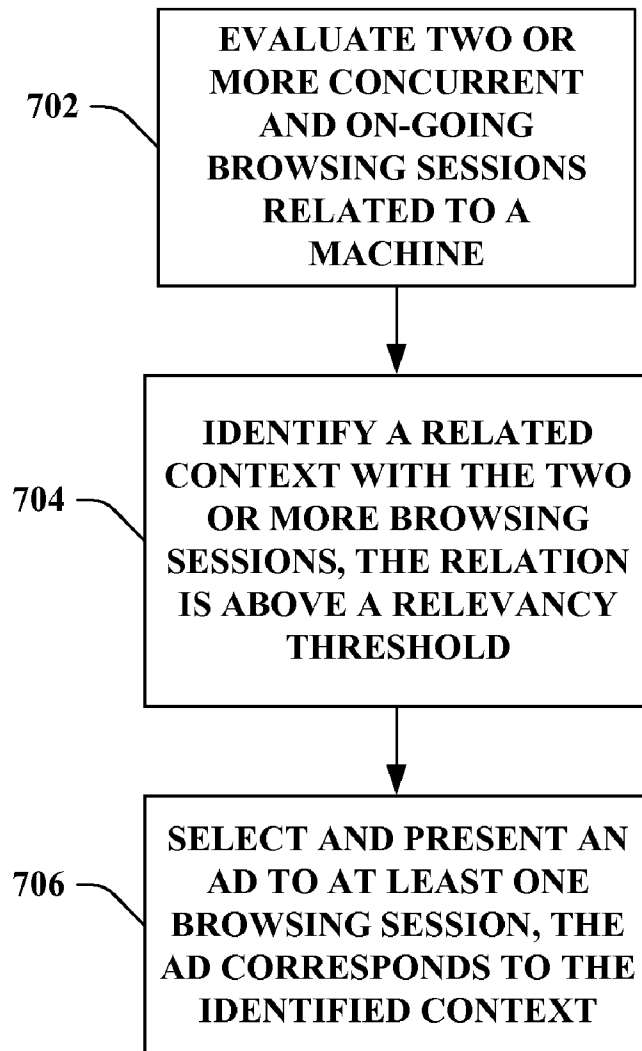 702
EVALUATE TWO OR
MORE CONCURRENT
AND ON-GOING
BROWSING SESSIONS
RELATED TO A
MACHINE
704
IDENTIFY A RELATED
CONTEXT WITH THE TWO
OR MORE BROWSING
SESSIONS, THE RELATION
IS ABOVE A RELEVANCY
THRESHOLD
706
SELECT AND PRESENT AN
AD TO AT LEAST ONE
BROWSING SESSION, THE
AD CORRESPONDS TO THE
IDENTIFIED CONTEXT